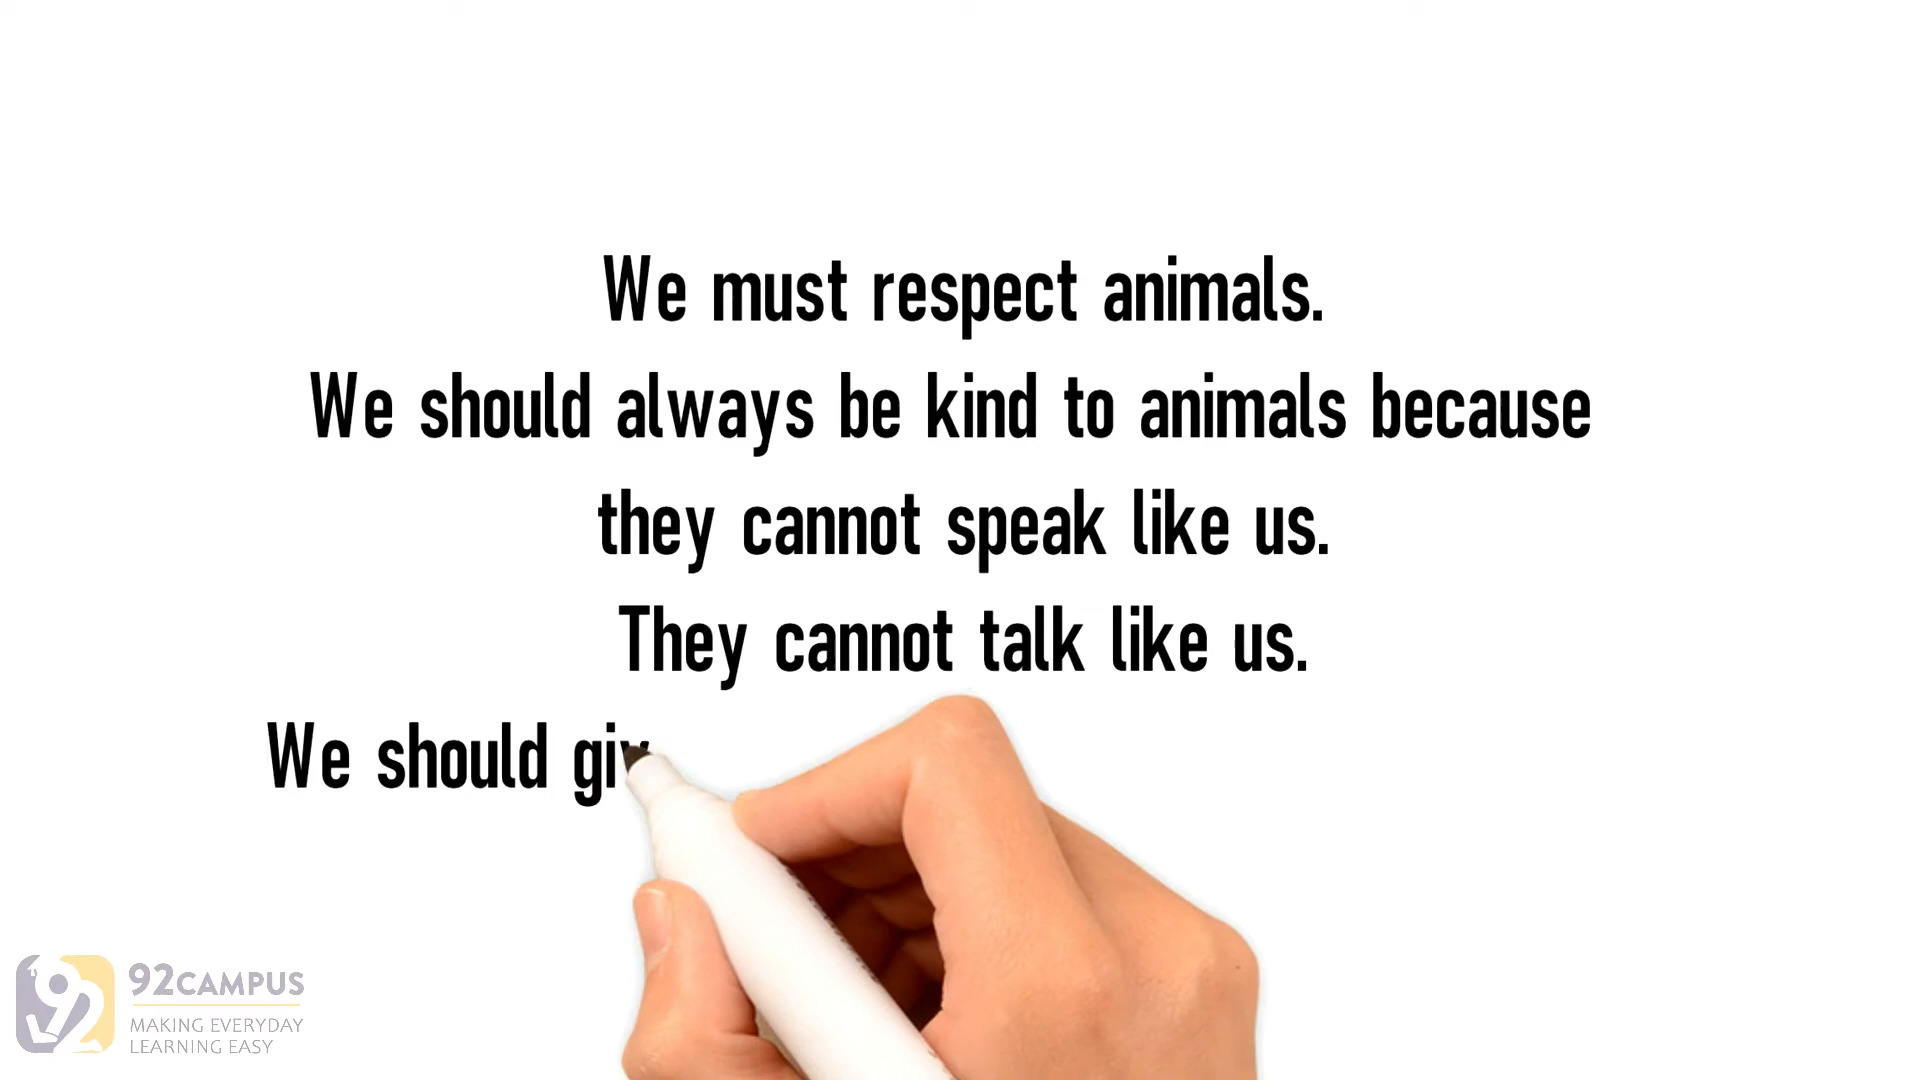 We must respect animals.
We should always be kind to animals because
they cannot speak like us.
They cannot talk like us.
We should giv
92CAMPUS
MAKING EVERYDAY
LEARNING EASY